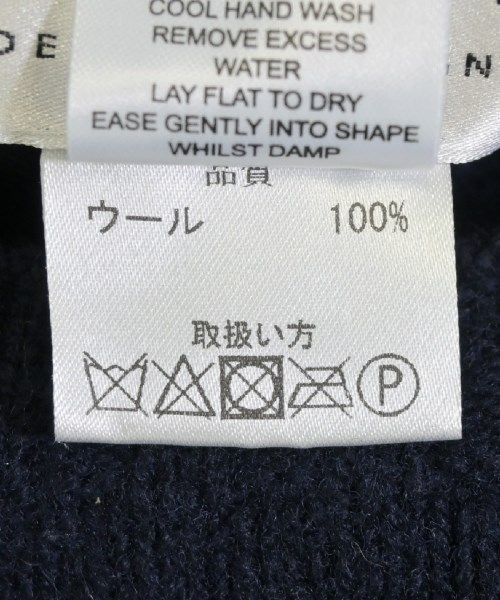 COOL HAND WASH
REMOVE EXCESS
WATER
LAY FLAT TO DRY
EASE GENTLY INTO SHAPE
WHILST DAMP
品質
ウール 100%
取扱い方
P